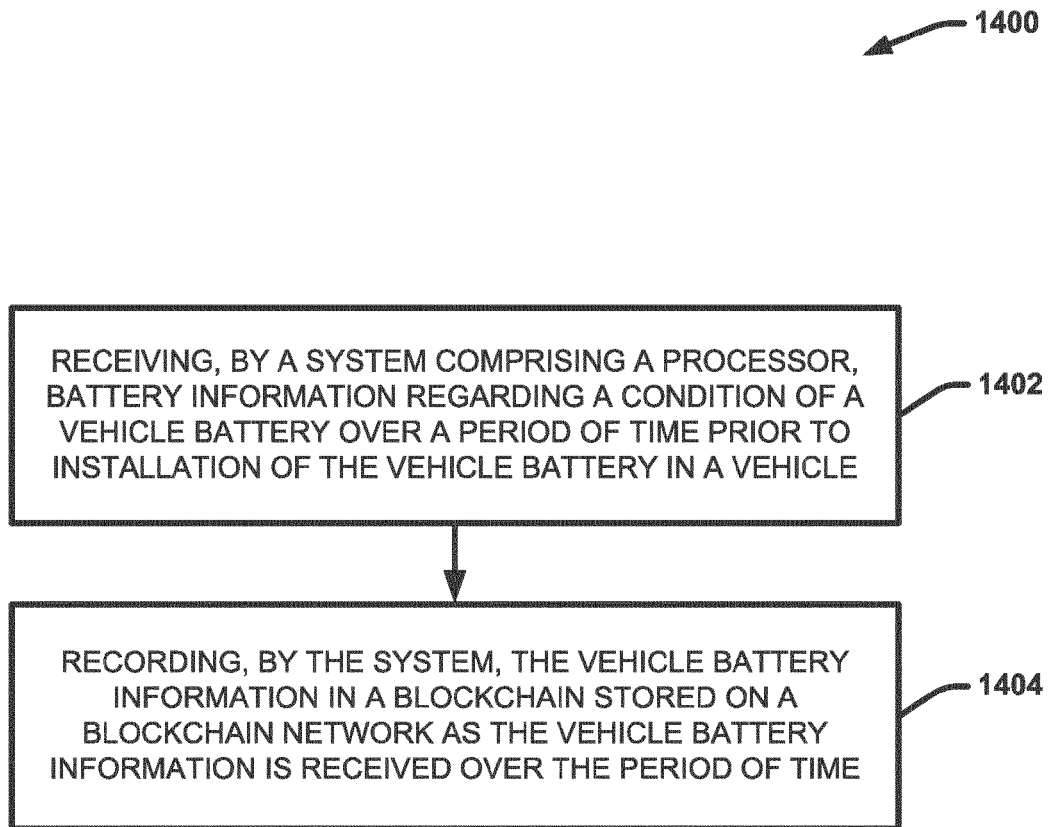 1400
RECEIVING, BY A SYSTEM COMPRISING A PROCESSOR,
BATTERY INFORMATION REGARDING A CONDITION OF A
VEHICLE BATTERY OVER A PERIOD OF TIME PRIOR TO
INSTALLATION OF THE VEHICLE BATTERY IN A VEHICLE
1402
RECORDING, BY THE SYSTEM, THE VEHICLE BATTERY
INFORMATION IN A BLOCKCHAIN STORED ON A
BLOCKCHAIN NETWORK AS THE VEHICLE BATTERY
INFORMATION IS RECEIVED OVER THE PERIOD OF TIME
1404